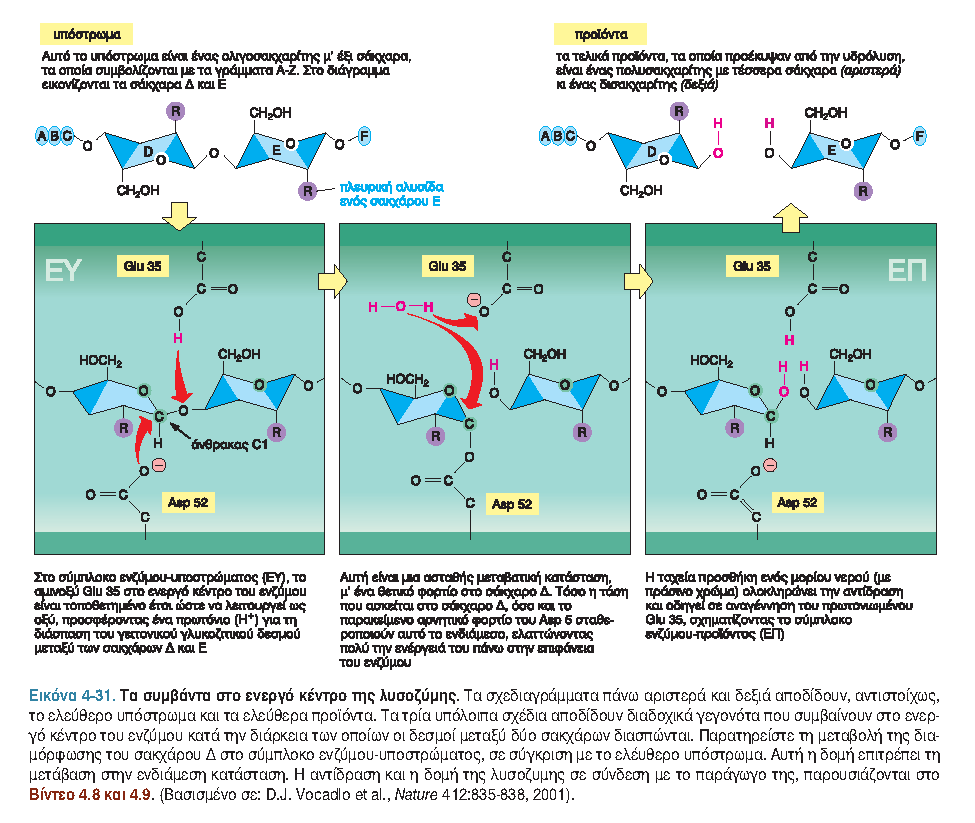 υπόστρωμα
Αυτό το υπόστρωμα είναι ένας ολιγοσακχαρίτης μ' έξι σάκχαρα,
τα οποία συμβολίζονται με τα γράμματα Α-Ζ. Στο διάγραμμα
εικονίζονται τα σάκχαρα Δ και Ε
προϊόντα
τα τελικά προϊόντα, τα οποία προέκυψαν από την υδρόλυση,
είναι ένας πολυσακχαρίτης με τέσσερα σάκχαρα (αριστερά)
κι ένας δισακχαρίτης (δεξιά)
A B C O D O R CH₂OH O CH₂OH E O R O F
πλευρική αλυσίδα
ενός σακχάρου Ε
A B C O D O R CH₂OH H O H O CH₂OH E O R O F
ΕΥ
Glu 35
C
C=O
O
H
HOCH₂
CH₂OH
O O O O O
C
R
H
R
άνθρακας C1
O ⊖
O=C
C
Asp 52
Glu 35
C
C=O
⊖ O
H—O—H
H
O
HOCH₂
CH₂OH
O O O O
R
C
R
O
O=C
C
Asp 52
ΕΠ
Glu 35
C
C=O
O
H
H
O
H
O
HOCH₂
CH₂OH
O O O O
C
R
H
R
O ⊖
O=C
C
Asp 52
Στο σύμπλοκο ενζύμου-υποστρώματος (ΕΥ), το
αμινοξύ Glu 35 στο ενεργό κέντρο του ενζύμου
είναι τοποθετημένο έτσι ώστε να λειτουργεί ως
οξύ, προσφέροντας ένα πρωτόνιο (H⁺) για τη
διάσπαση του γειτονικού γλυκοζιτικού δεσμού
μεταξύ των σακχάρων Δ και Ε
Αυτή είναι μια ασταθής μεταβατική κατάσταση,
μ' ένα θετικό φορτίο στο σάκχαρο Δ. Τόσο η τάση
που ασκείται στο σάκχαρο Δ, όσο και το
παρακείμενο αρνητικό φορτίο του Asp 5 σταθε-
ροποιούν αυτό το ενδιάμεσο, ελαττώνοντας
πολύ την ενέργειά του πάνω στην επιφάνεια
του ενζύμου
Η ταχεία προσθήκη ενός μορίου νερού (με
πράσινο χρώμα) ολοκληρώνει την αντίδραση
και οδηγεί σε αναγέννηση του πρωτονιωμένου
Glu 35, σχηματίζοντας το σύμπλοκο
ενζύμου-προϊόντος (ΕΠ)
Εικόνα 4-31. Τα συμβάντα στο ενεργό κέντρο της λυσοζύμης. Τα σχεδιαγράμματα πάνω αριστερά και δεξιά αποδίδουν, αντιστοίχως,
το ελεύθερο υπόστρωμα και τα ελεύθερα προϊόντα. Τα τρία υπόλοιπα σχέδια αποδίδουν διαδοχικά γεγονότα που συμβαίνουν στο ενερ-
γό κέντρο του ενζύμου κατά την διάρκεια των οποίων οι δεσμοί μεταξύ δύο σακχάρων διασπώνται. Παρατηρείστε τη μεταβολή της δια-
μόρφωσης του σακχάρου Δ στο σύμπλοκο ενζύμου-υποστρώματος, σε σύγκριση με το ελέυθερο υπόστρωμα. Αυτή η δομή επιτρέπει τη
μετάβαση στην ενδιάμεση κατάσταση. Η αντίδραση και η δομή της λυσοζυμης σε σύνδεση με το παράγωγο της, παρουσιάζονται στο
Βίντεο 4.8 και 4.9. (Βασισμένο σε: D.J. Vocadlo et al., Nature 412:835-838, 2001).